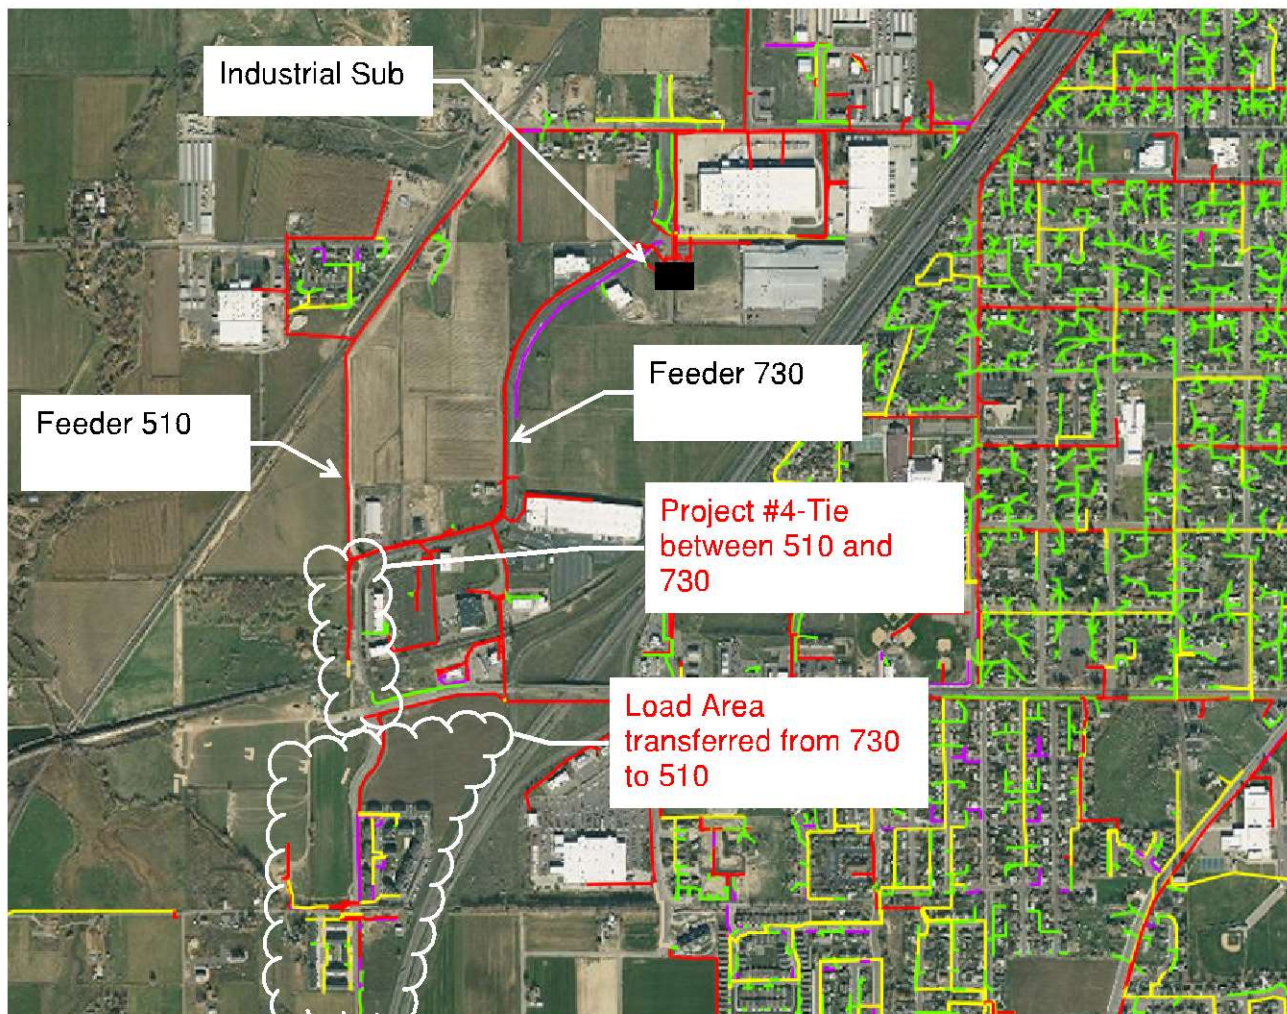 Industrial Sub
Feeder 730
Feeder 510
Project #4-Tie
between 510 and
730
Load Area
transferred from 730
to 510